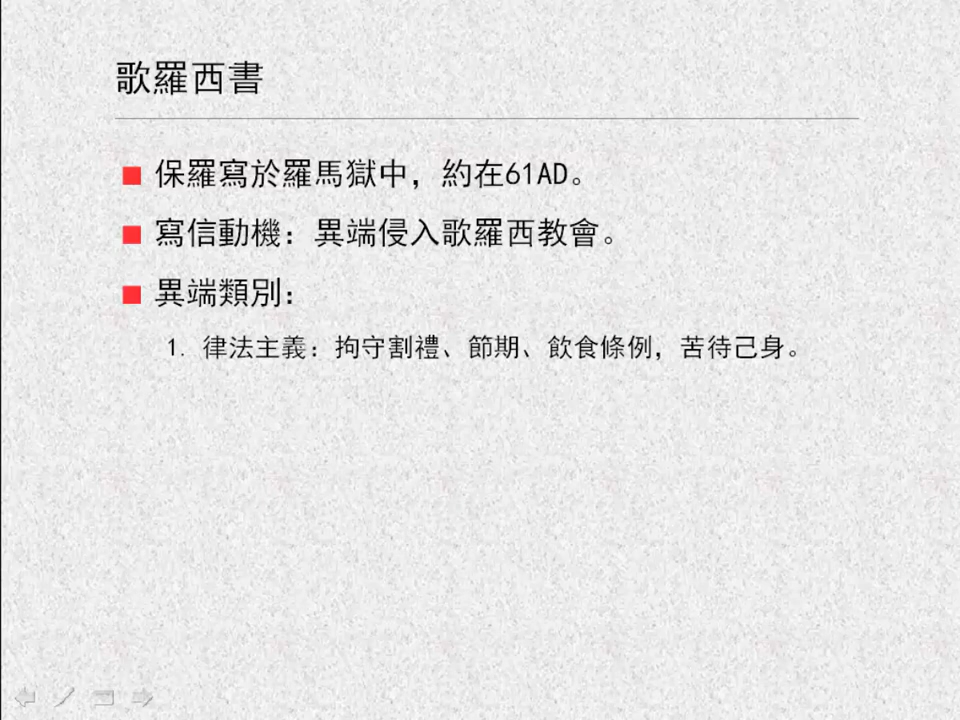 歌羅西書
保羅寫於羅馬獄中，約在61AD。
寫信動機：異端侵入歌羅西教會。
異端類別：
1. 律法主義：拘守割禮、節期、飲食條例，苦待己身。